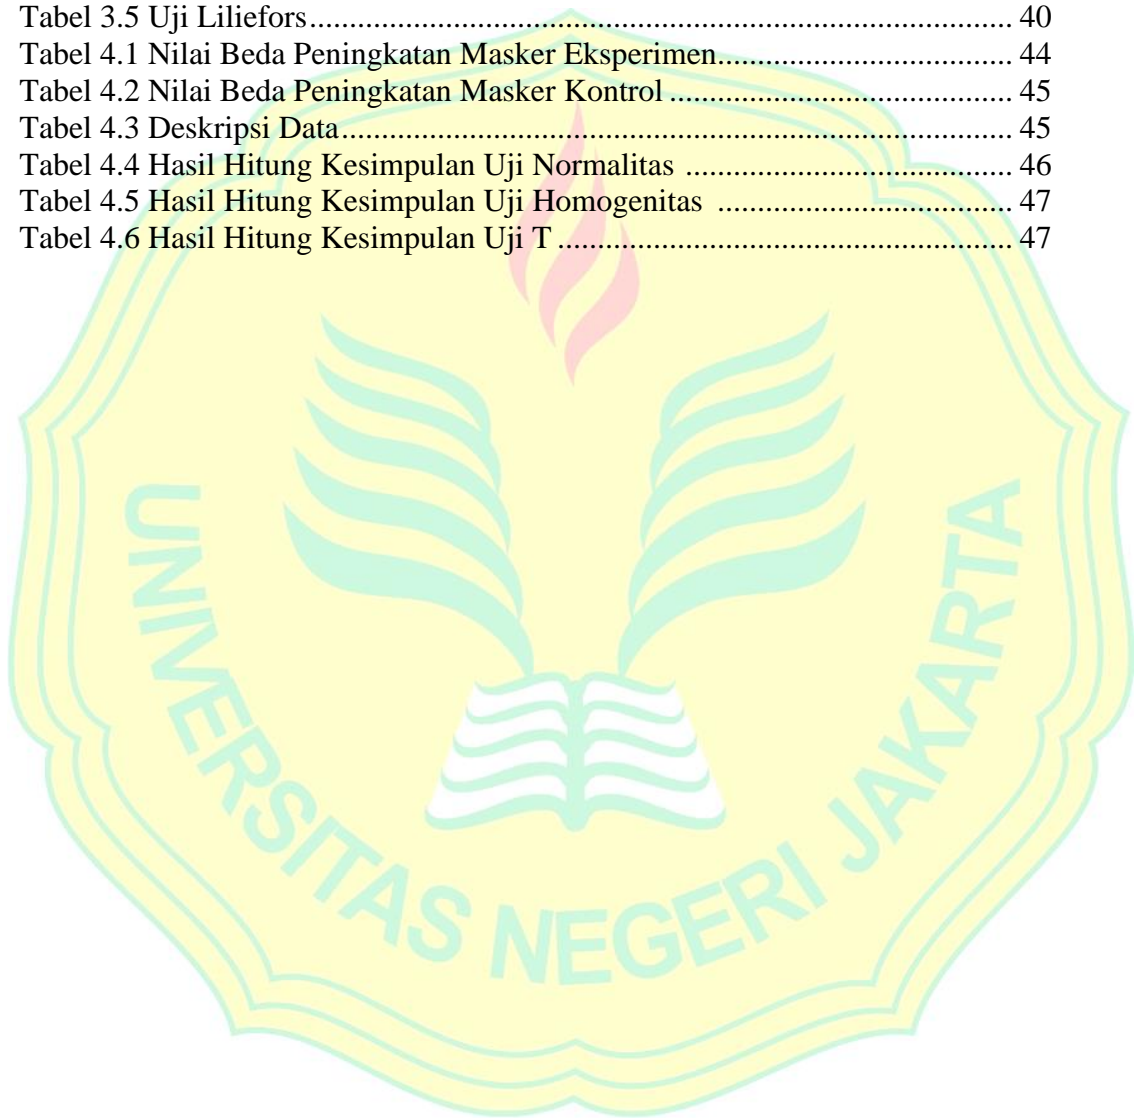 Tabel 3.5 Uji Liliefors.......................................................................................... 40
Tabel 4.1 Nilai Beda Peningkatan Masker Eksperimen...................................... 44
Tabel 4.2 Nilai Beda Peningkatan Masker Kontrol ............................................ 45
Tabel 4.3 Deskripsi Data...................................................................................... 45
Tabel 4.4 Hasil Hitung Kesimpulan Uji Normalitas .......................................... 46
Tabel 4.5 Hasil Hitung Kesimpulan Uji Homogenitas ...................................... 47
Tabel 4.6 Hasil Hitung Kesimpulan Uji T .......................................................... 47
UNIVERSITAS NEGERI JAKARTA